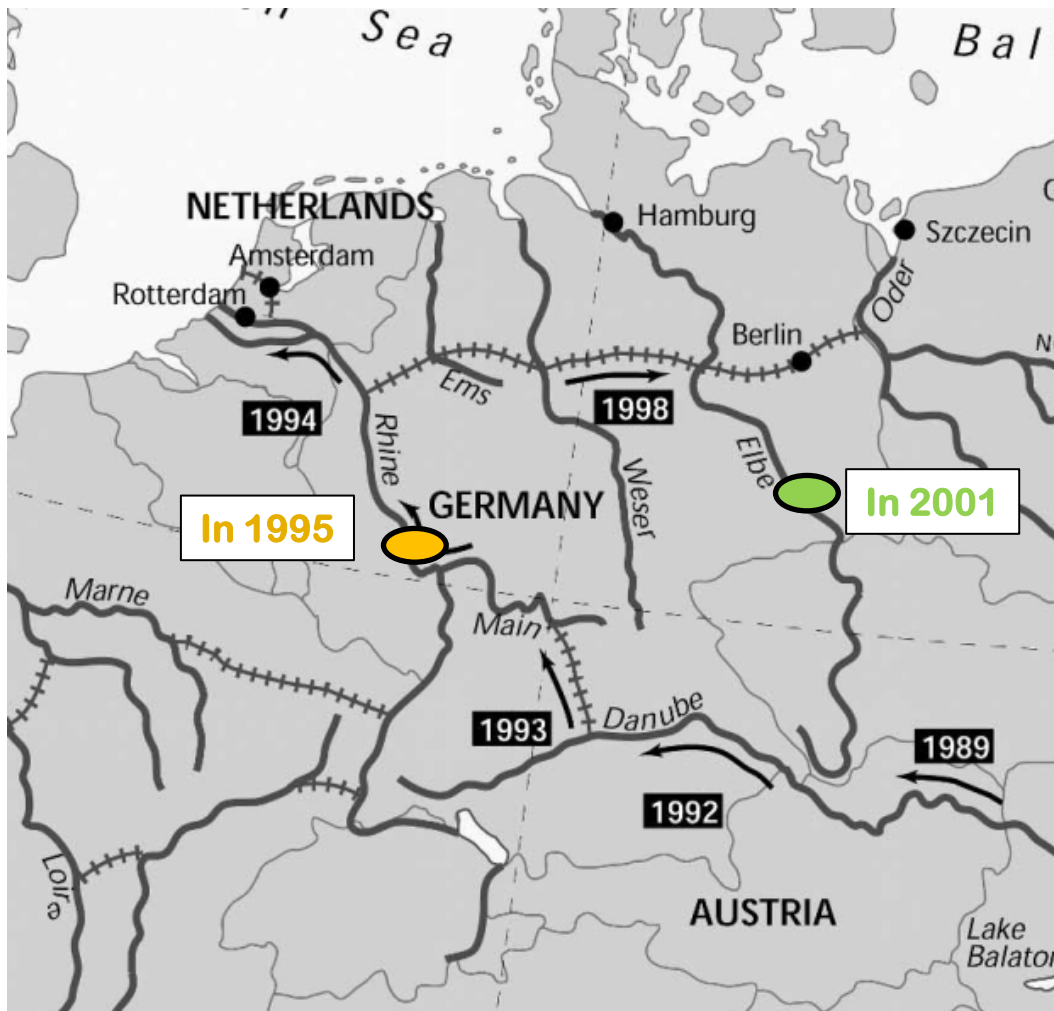 Sea
Bal
NETHERLANDS
Hamburg
Szczecin
Amsterdam
Rotterdam
Oder
Berlin
Ems
1998
1994
Rhine
Elbe
Weser
GERMANY
In 1995
In 2001
Marne
Main
Danube
1993
1989
1992
Loire
AUSTRIA
Lake
Balaton